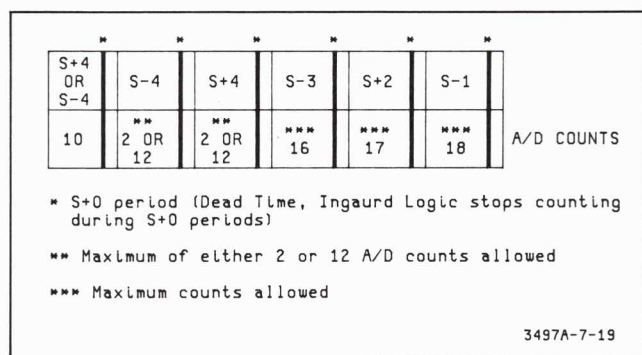 * * * * * *
S+4 OR S-4 S-4 S+4 S-3 S+2 S-1
10 ** 2 OR 12 ** 2 OR 12 *** 16 *** 17 *** 18 A/D COUNTS
* S+0 period (Dead Time, Ingaurd Logic stops counting
during S+0 periods)
** Maximum of either 2 or 12 A/D counts allowed
*** Maximum counts allowed
3497A-7-19